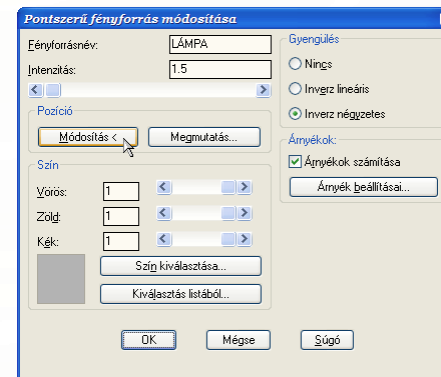 Pontszerű fényforrás módosítása
Fényforrásnév: LÁMPA
Intenzitás: 1.5
Pozíció
Módosítás < Megmutatás...
Szín
Vörös: 1
Zöld: 1
Kék: 1
Szín kiválasztása...
Kiválasztás listából...
Gyengülés
Nincs
Inverz lineáris
Inverz négyzetes
Árnyékok:
Árnyékok számítása
Árnyék beállításai...
OK Mégse Súgó